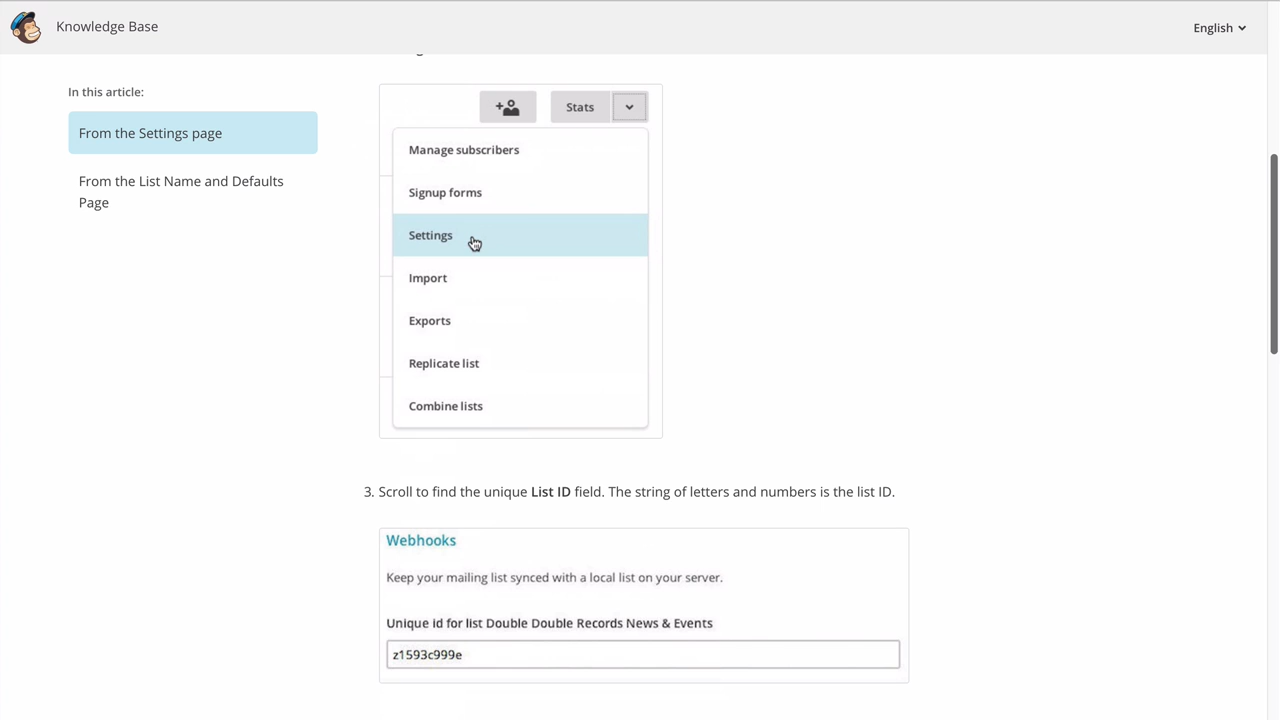 Knowledge Base
English
In this article:
From the Settings page
From the List Name and Defaults
Page
Stats
Manage subscribers
Signup forms
Settings
Import
Exports
Replicate list
Combine lists
3. Scroll to find the unique List ID field. The string of letters and numbers is the list ID.
Webhooks
Keep your mailing list synced with a local list on your server.
Unique id for list Double Double Records News & Events
z1593c999e